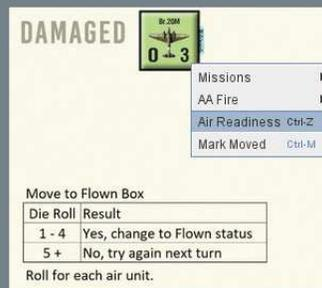 DAMAGED
Br.20M
0 3
Missions
AA Fire
Air Readiness Ctrl-Z
Mark Moved Ctrl-M
Move to Flown Box
Die Roll Result
1 - 4 Yes, change to Flown status
5 + No, try again next turn
Roll for each air unit.